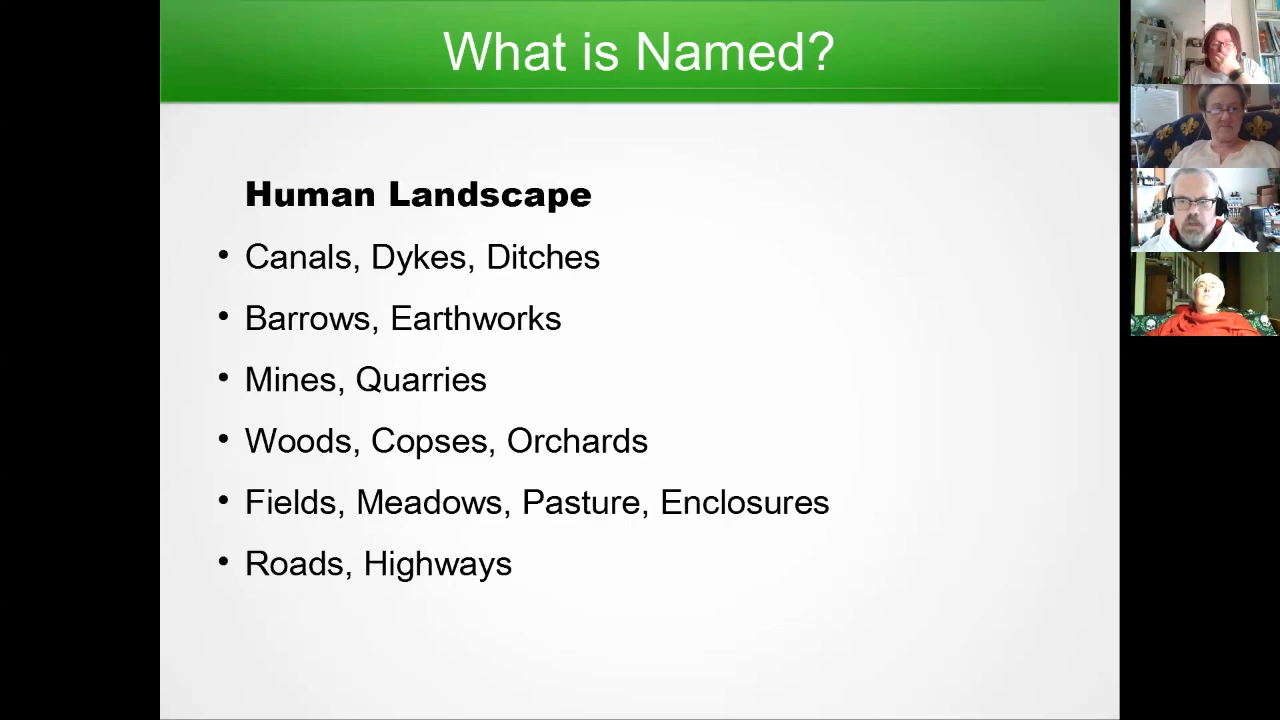 What is Named?
Human Landscape
• Canals, Dykes, Ditches
• Barrows, Earthworks
• Mines, Quarries
• Woods, Copses, Orchards
• Fields, Meadows, Pasture, Enclosures
• Roads, Highways